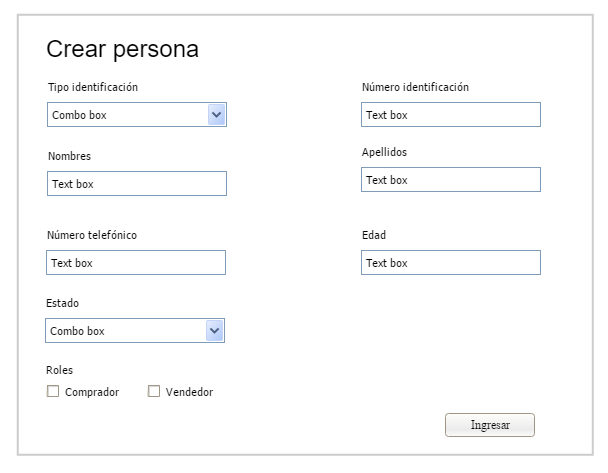 Crear persona
Tipo identificación
Número identificación
Combo box
Text box
Nombres
Apellidos
Text box
Text box
Número telefónico
Edad
Text box
Text box
Estado
Combo box
Roles
Comprador
Vendedor
Ingresar